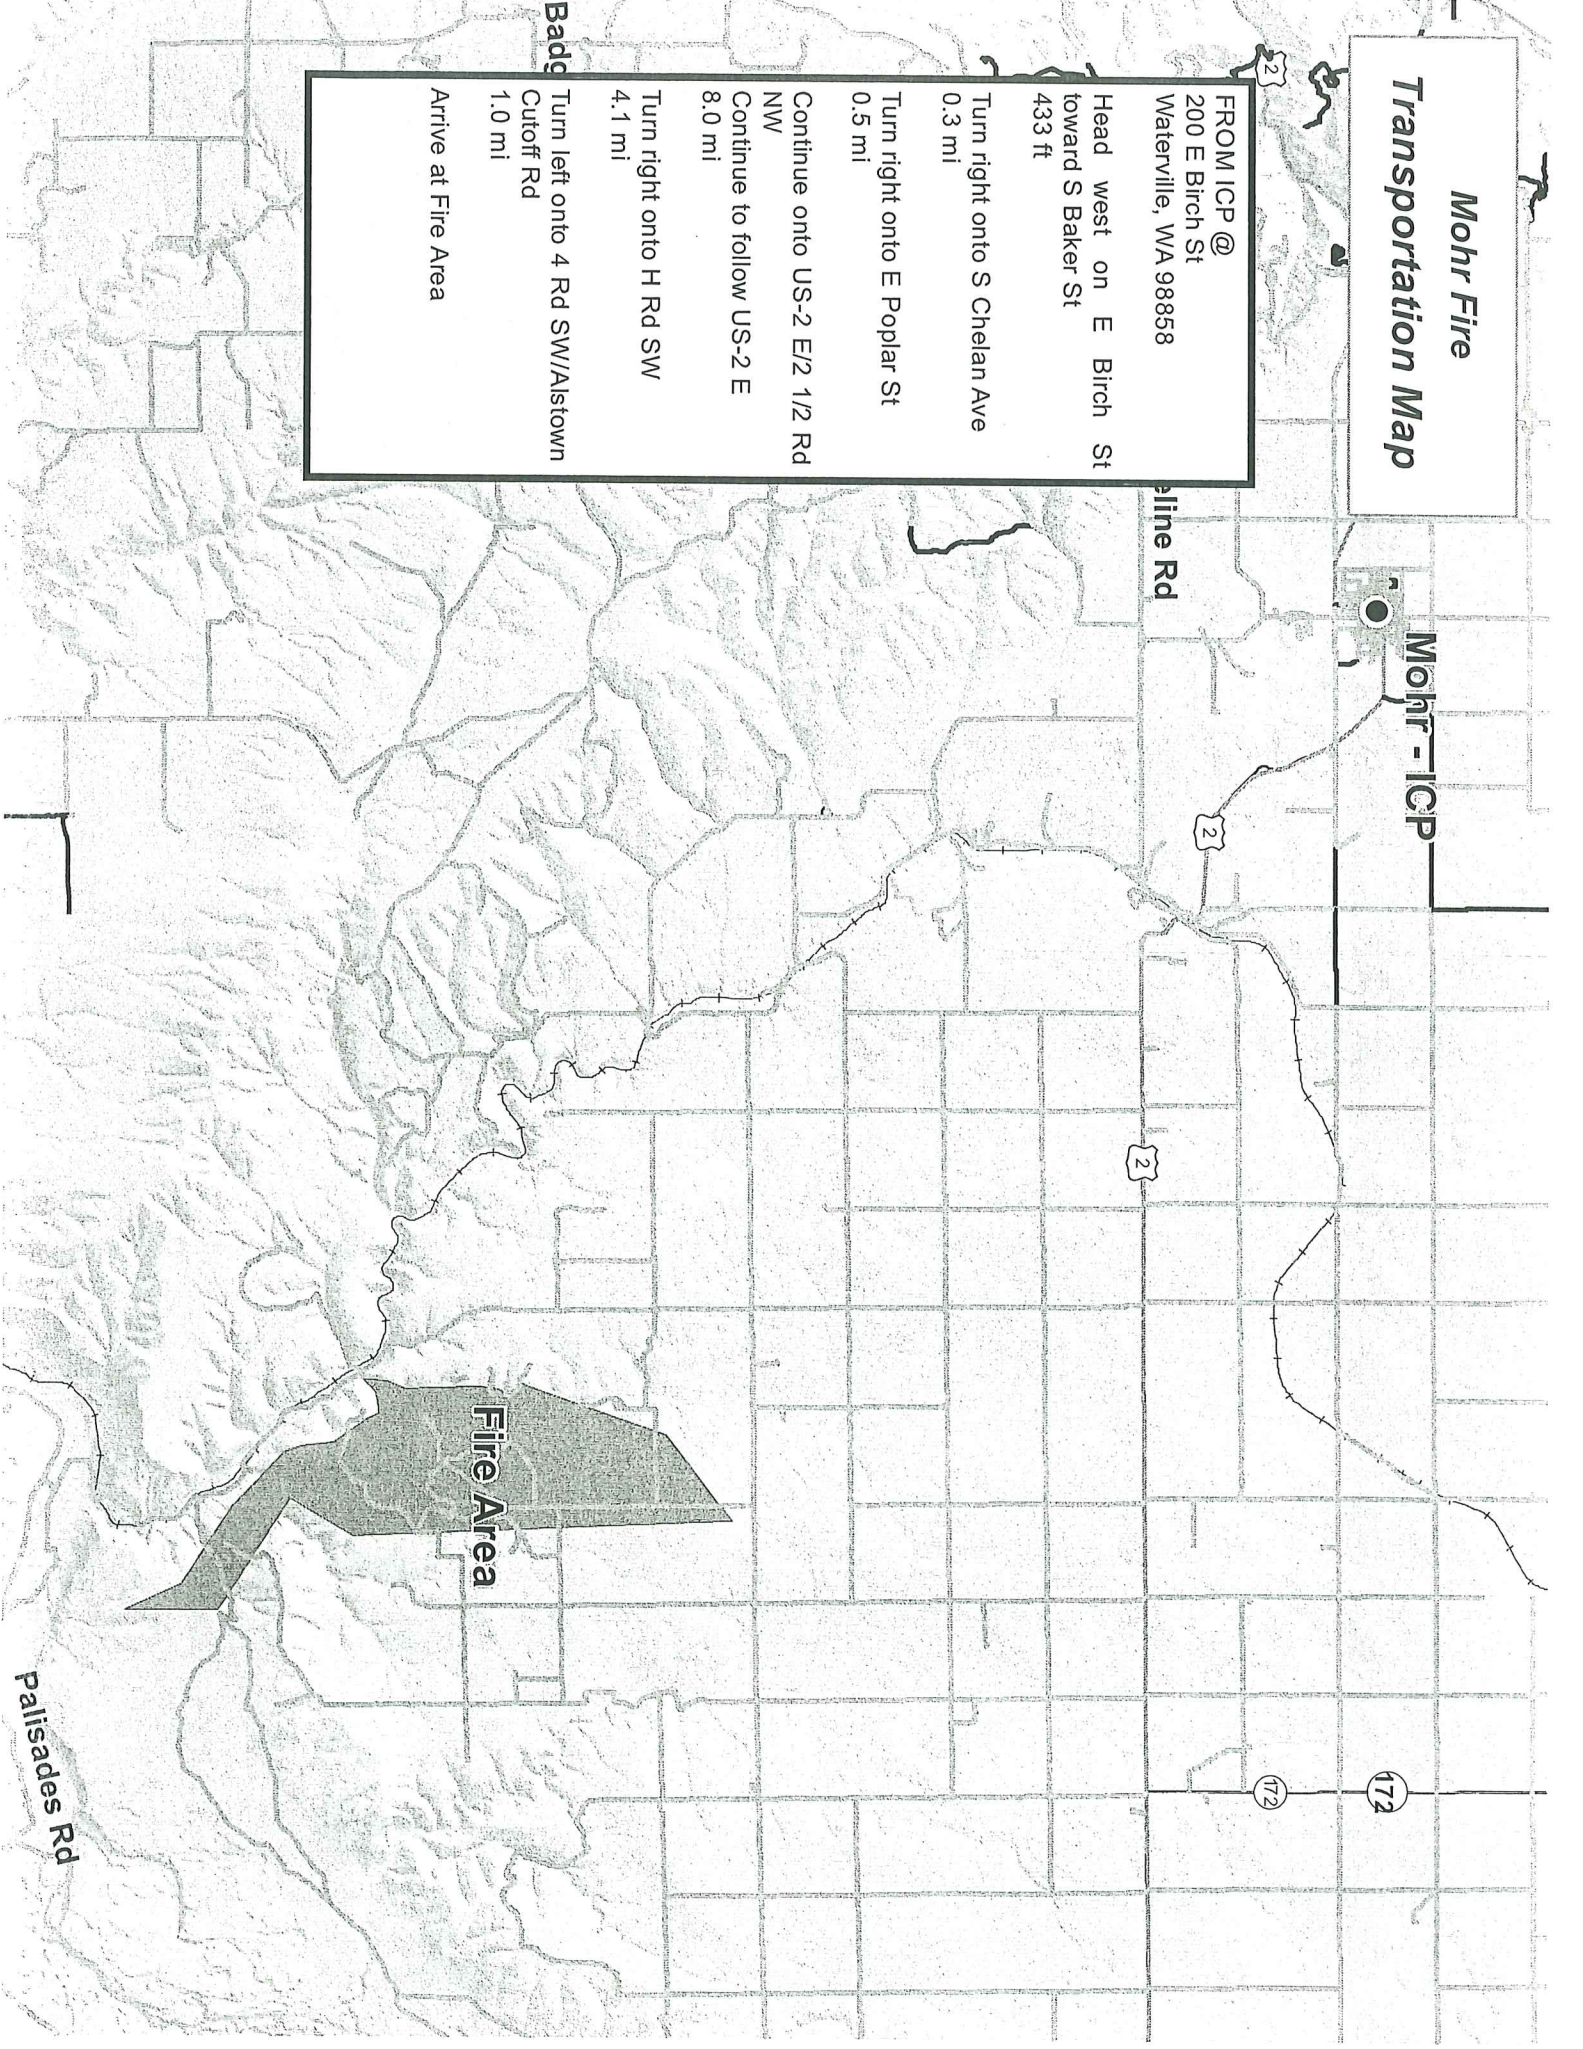 Mohr Fire
Transportation Map
FROM ICP @
200 E Birch St
Waterville, WA 98858
Head west on E Birch St
toward S Baker St
433 ft
Turn right onto S Chelan Ave
0.3 mi
Turn right onto E Poplar St
0.5 mi
Continue onto US-2 E/2 1/2 Rd
NW
Continue to follow US-2 E
8.0 mi
Turn right onto H Rd SW
4.1 mi
Turn left onto 4 Rd SW/Alstown
Cutoff Rd
1.0 mi
Arrive at Fire Area
2
Mohr - ICP
eline Rd
2
2
172
172
Badg
Fire Area
Palisades Rd